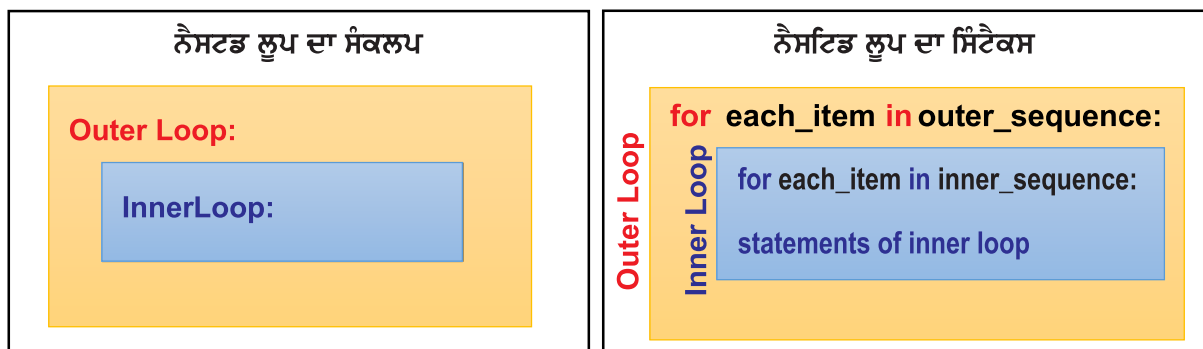 ਨੈਸਟਡ ਲੂਪ ਦਾ ਸੰਕਲਪ
Outer Loop:
InnerLoop:
ਨੈਸਟਿਡ ਲੂਪ ਦਾ ਸਿੰਟੈਕਸ
for each_item in outer_sequence:
for each_item in inner_sequence:
statements of inner loop
Outer Loop
Inner Loop